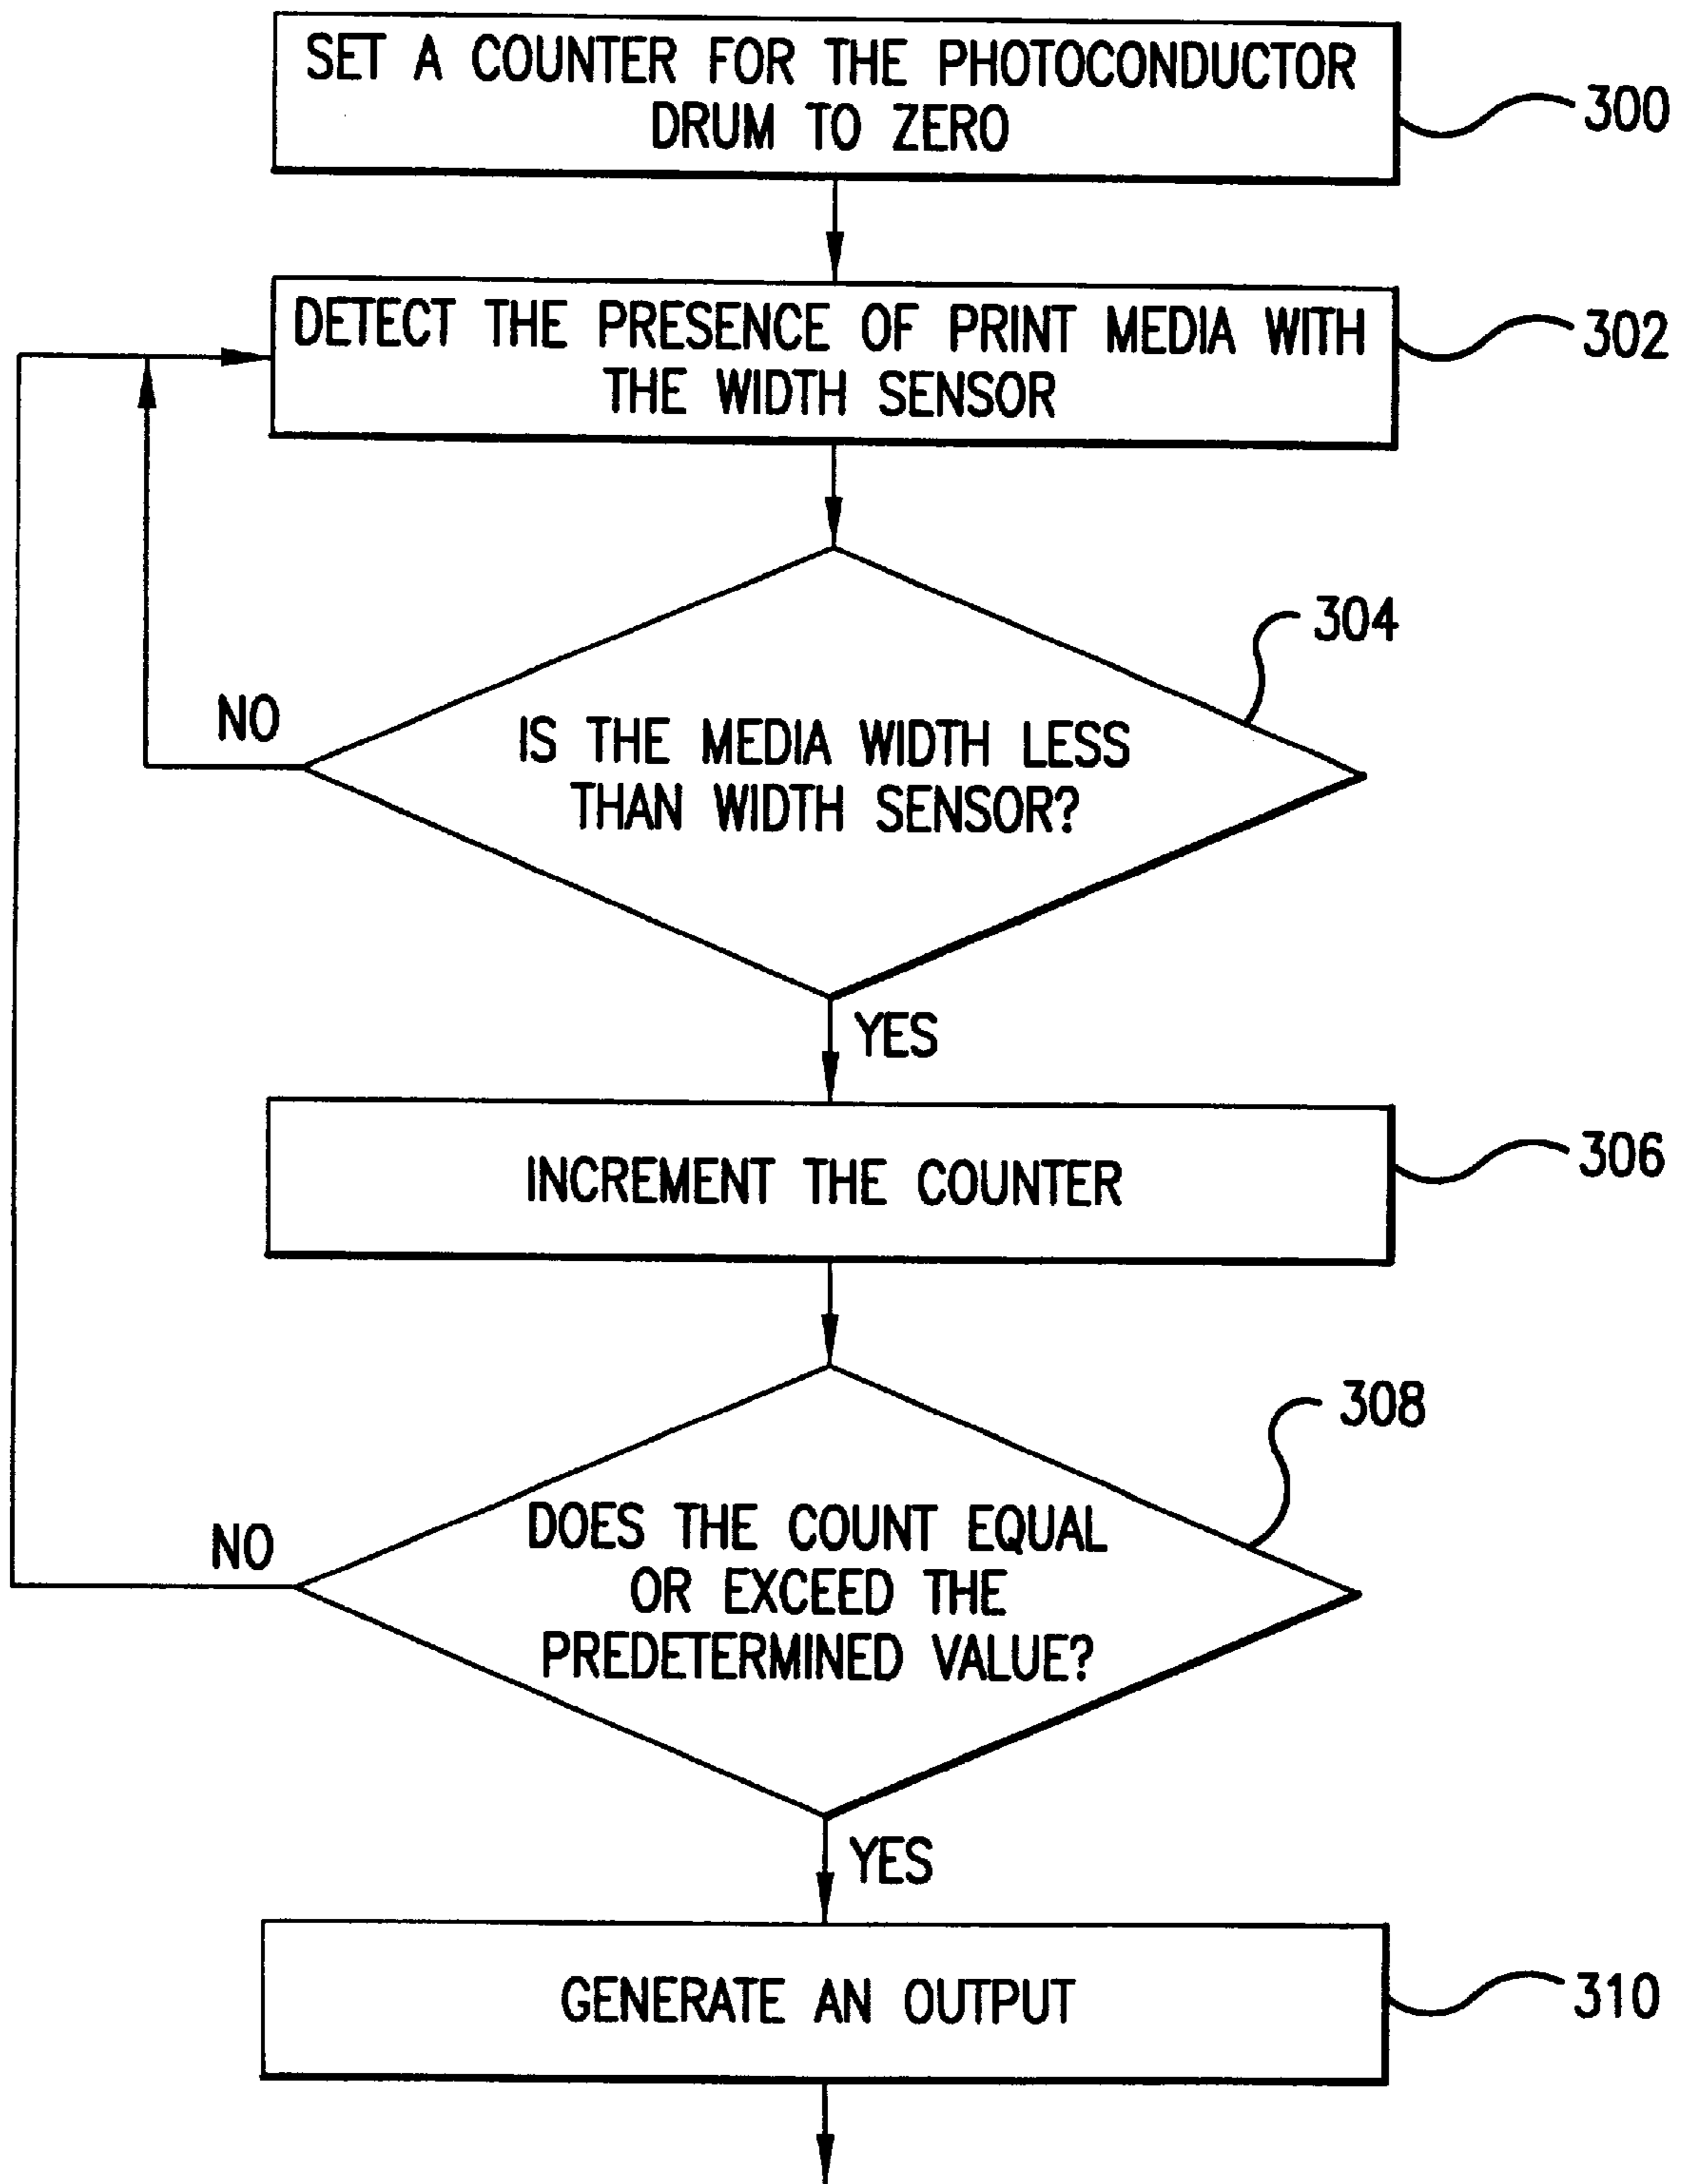 SET A COUNTER FOR THE PHOTOCONDUCTOR
DRUM TO ZERO
300
DETECT THE PRESENCE OF PRINT MEDIA WITH
THE WIDTH SENSOR
302
304
NO
IS THE MEDIA WIDTH LESS
THAN WIDTH SENSOR?
YES
INCREMENT THE COUNTER
306
308
NO
DOES THE COUNT EQUAL
OR EXCEED THE
PREDETERMINED VALUE?
YES
GENERATE AN OUTPUT
310